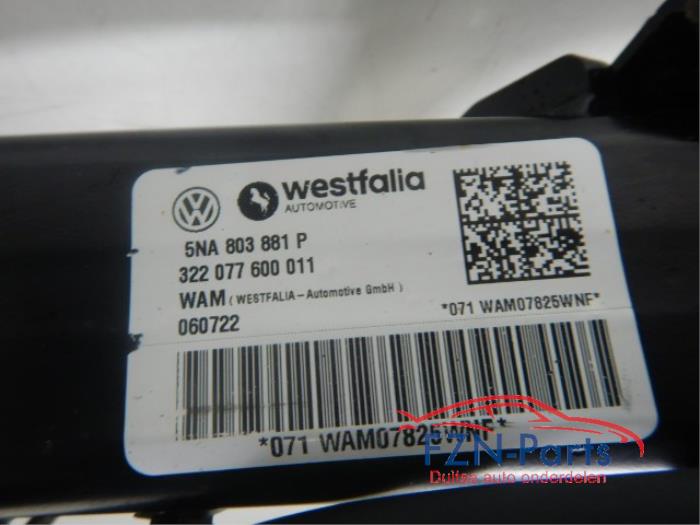 westfalia
AUTOMOTIVE
5NA 803 881 P
322 077 600 011
WAM (WESTFALIA-Automotive GmbH)
060722
*071 WAM07825WNF*
*071 WAM07825WNF*
FZN-Parts
Duitse auto onderdelen